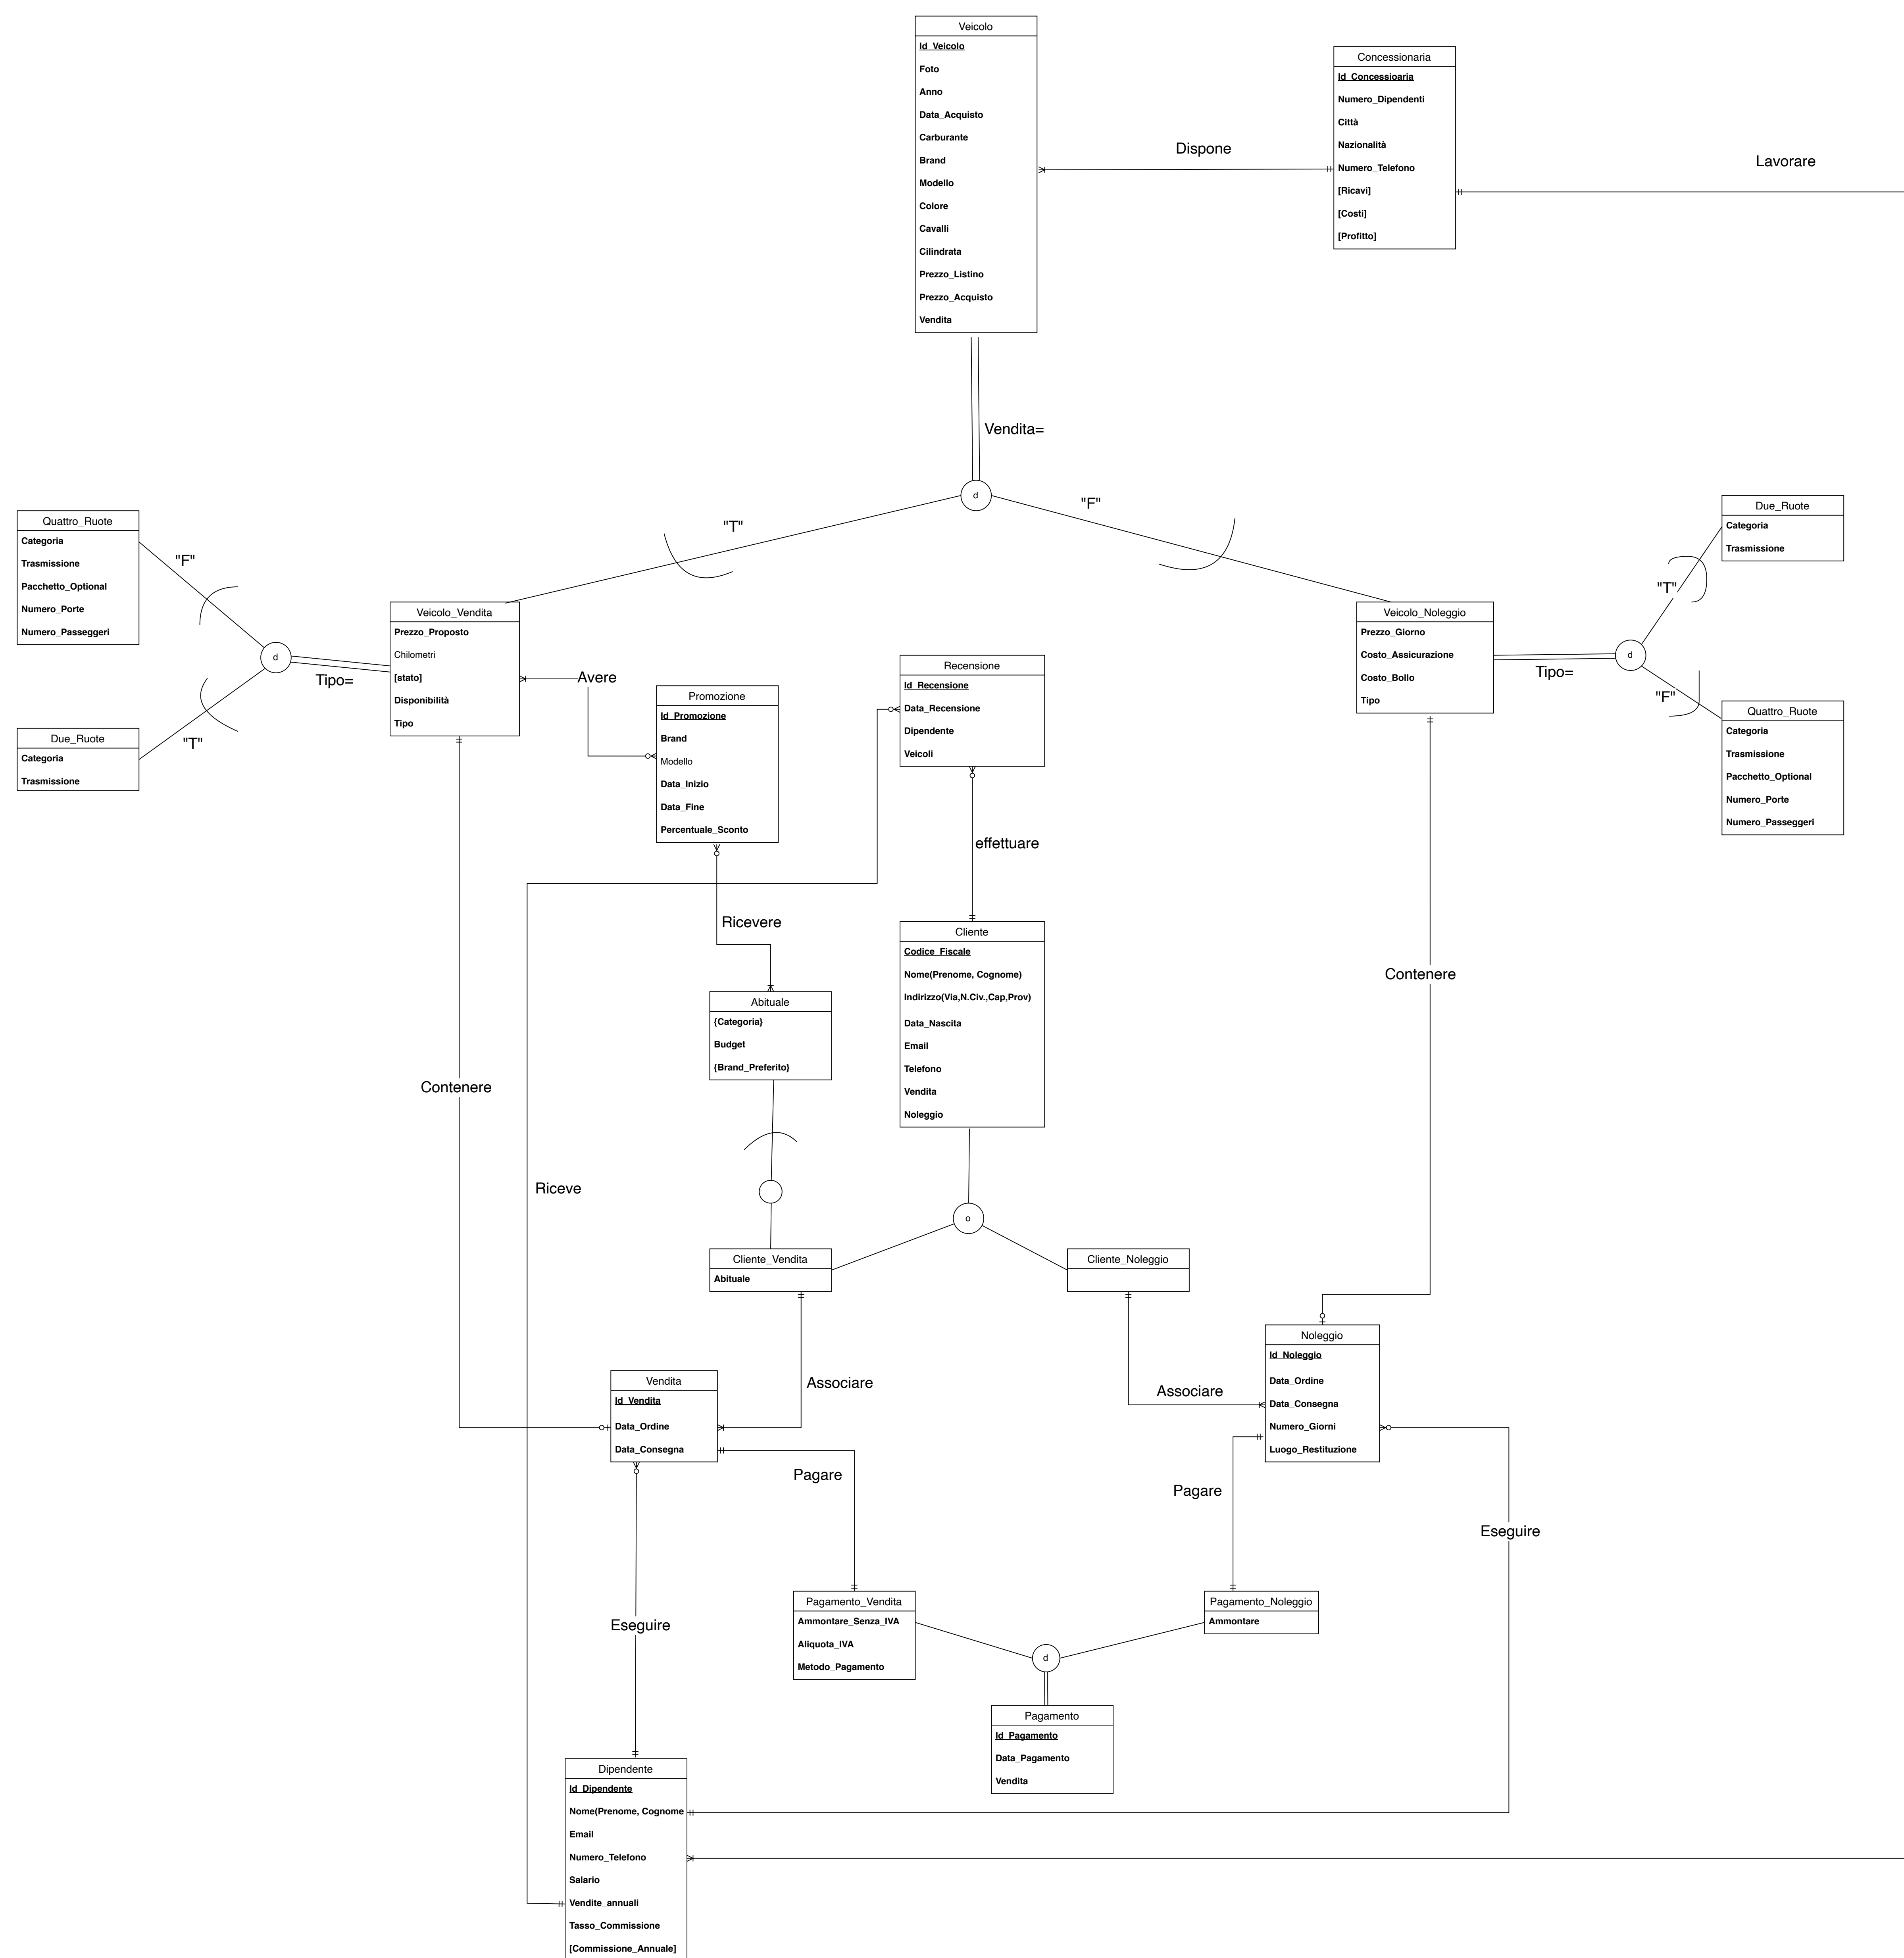 Veicolo
Id_Veicolo
Foto
Anno
Data_Acquisto
Carburante
Brand
Modello
Colore
Cavalli
Cilindrata
Prezzo_Listino
Prezzo_Acquisto
Vendita
Dispone
Concessionaria
Id_Concessioaria
Numero_Dipendenti
Città
Nazionalità
Numero_Telefono
[Ricavi]
[Costi]
[Profitto]
Lavorare
Vendita=
d
"T"
"F"
Quattro_Ruote
Categoria
Trasmissione
Pacchetto_Optional
Numero_Porte
Numero_Passeggeri
"F"
d
Tipo=
"T"
Due_Ruote
Categoria
Trasmissione
Veicolo_Vendita
Prezzo_Proposto
Chilometri
[stato]
Disponibilità
Tipo
Avere
Promozione
Id_Promozione
Brand
Modello
Data_Inizio
Data_Fine
Percentuale_Sconto
Recensione
Id_Recensione
Data_Recensione
Dipendente
Veicoli
Veicolo_Noleggio
Prezzo_Giorno
Costo_Assicurazione
Costo_Bollo
Tipo
Tipo=
d
"T"
"F"
Due_Ruote
Categoria
Trasmissione
Quattro_Ruote
Categoria
Trasmissione
Pacchetto_Optional
Numero_Porte
Numero_Passeggeri
effettuare
Ricevere
Cliente
Codice_Fiscale
Nome(Prenome, Cognome)
Indirizzo(Via,N.Civ.,Cap,Prov)
Data_Nascita
Email
Telefono
Vendita
Noleggio
Contenere
Abituale
{Categoria}
Budget
{Brand_Preferito}
Contenere
Riceve
o
Cliente_Vendita
Abituale
Cliente_Noleggio
Associare
Associare
Vendita
Id_Vendita
Data_Ordine
Data_Consegna
Noleggio
Id_Noleggio
Data_Ordine
Data_Consegna
Numero_Giorni
Luogo_Restituzione
Pagare
Pagare
Eseguire
Eseguire
Pagamento_Vendita
Ammontare_Senza_IVA
Aliquota_IVA
Metodo_Pagamento
Pagamento_Noleggio
Ammontare
d
Pagamento
Id_Pagamento
Data_Pagamento
Vendita
Dipendente
Id_Dipendente
Nome(Prenome, Cognome
Email
Numero_Telefono
Salario
Vendite_annuali
Tasso_Commissione
[Commissione_Annuale]